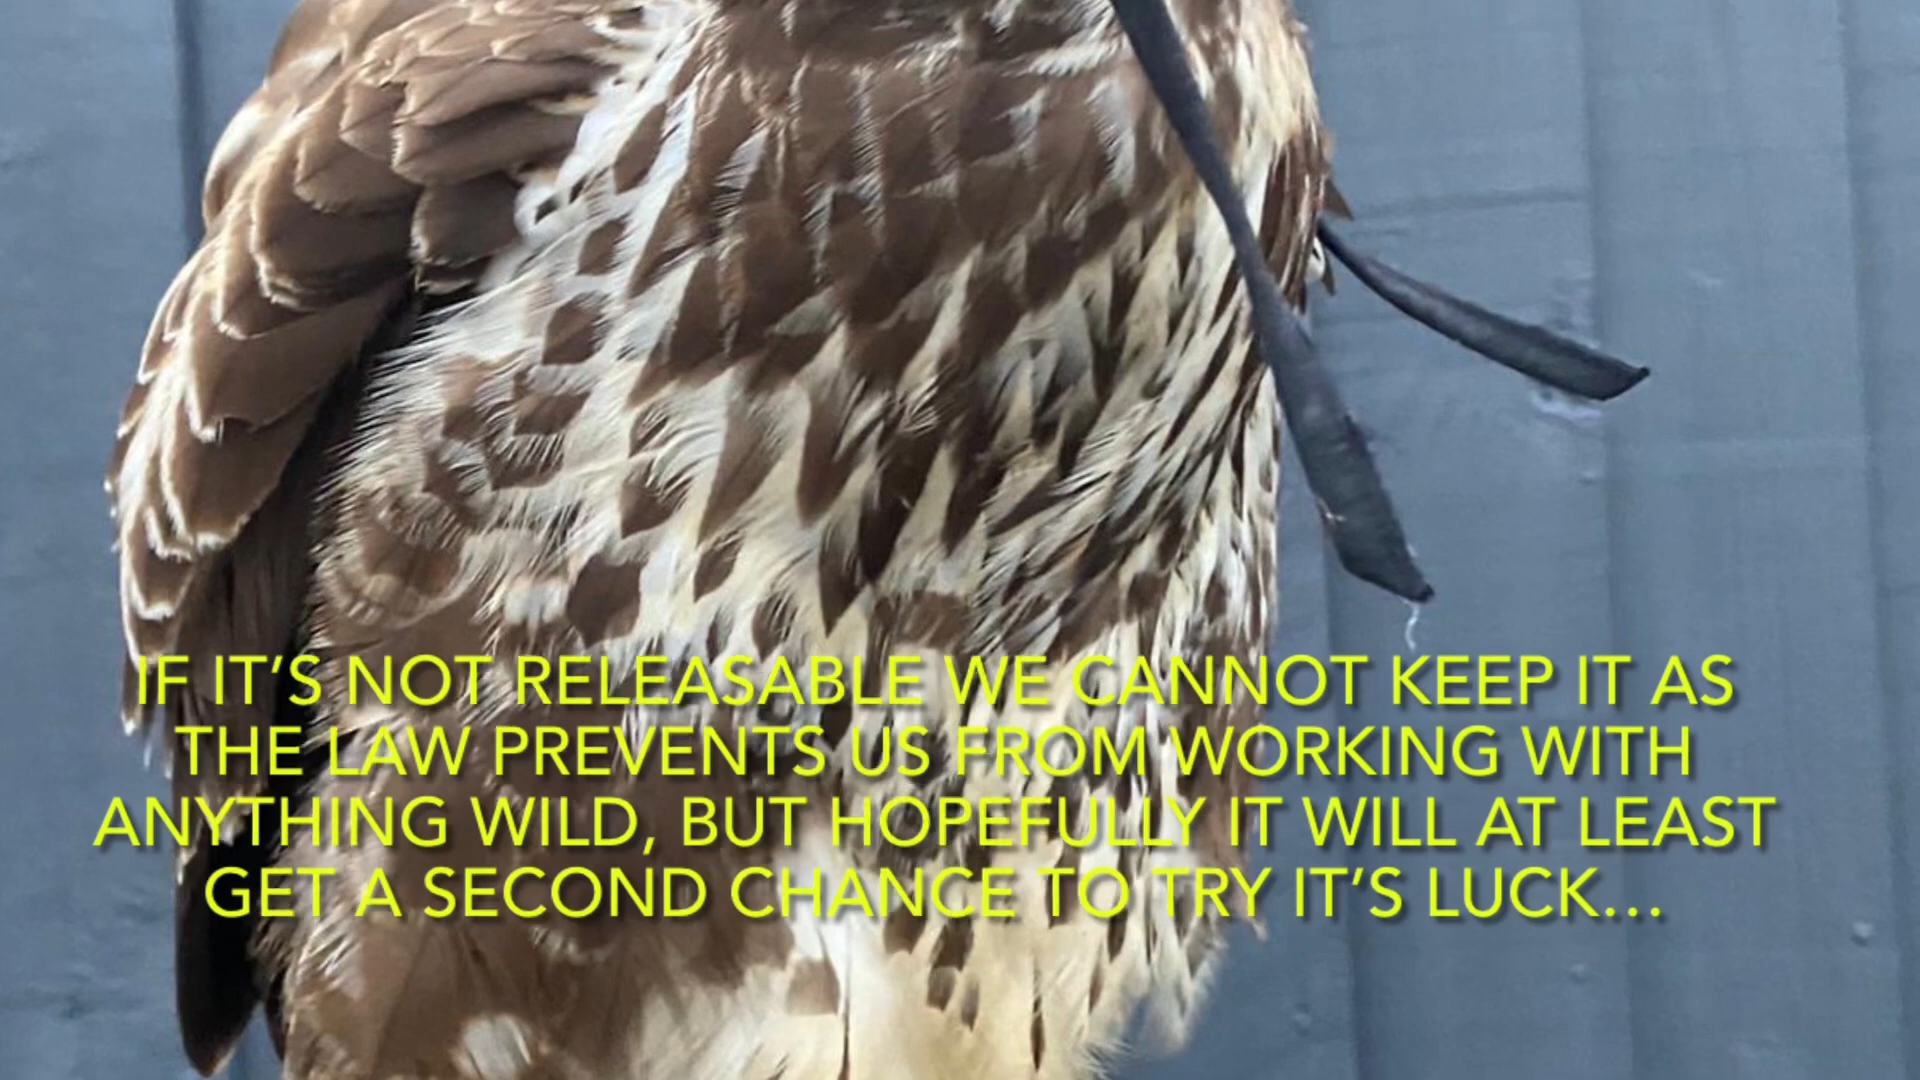 IF IT’S NOT RELEASABLE WE CANNOT KEEP IT AS
THE LAW PREVENTS US FROM WORKING WITH
ANYTHING WILD, BUT HOPEFULLY IT WILL AT LEAST
GET A SECOND CHANCE TO TRY IT’S LUCK…